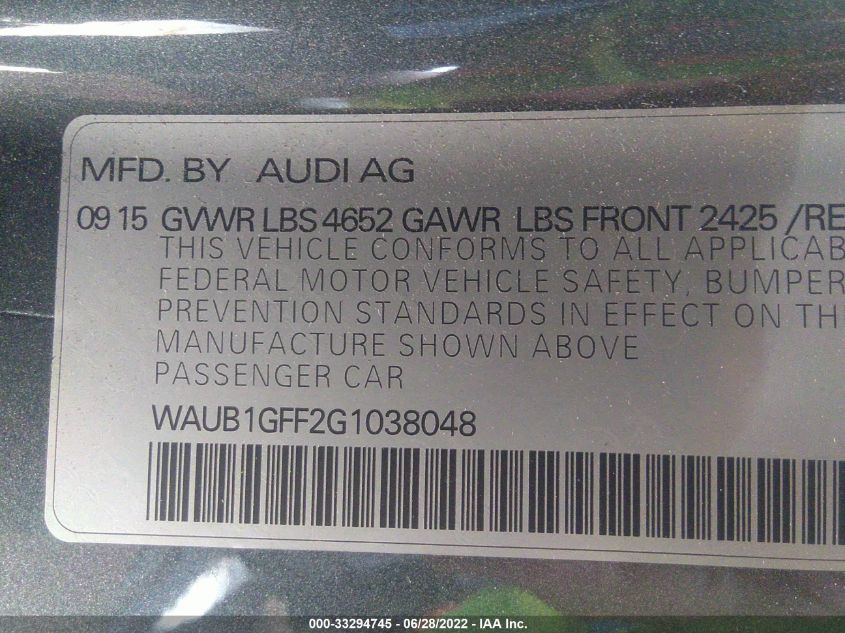 MFD. BY AUDI AG
09 15 GVWR LBS 4652 GAWR LBS FRONT 2425 /RE
THIS VEHICLE CONFORMS TO ALL APPLICAB
FEDERAL MOTOR VEHICLE SAFETY, BUMPER
PREVENTION STANDARDS IN EFFECT ON TH
MANUFACTURE SHOWN ABOVE
PASSENGER CAR
WAUB1GFF2G1038048
000-33294745 - 06/28/2022 - IAA Inc.